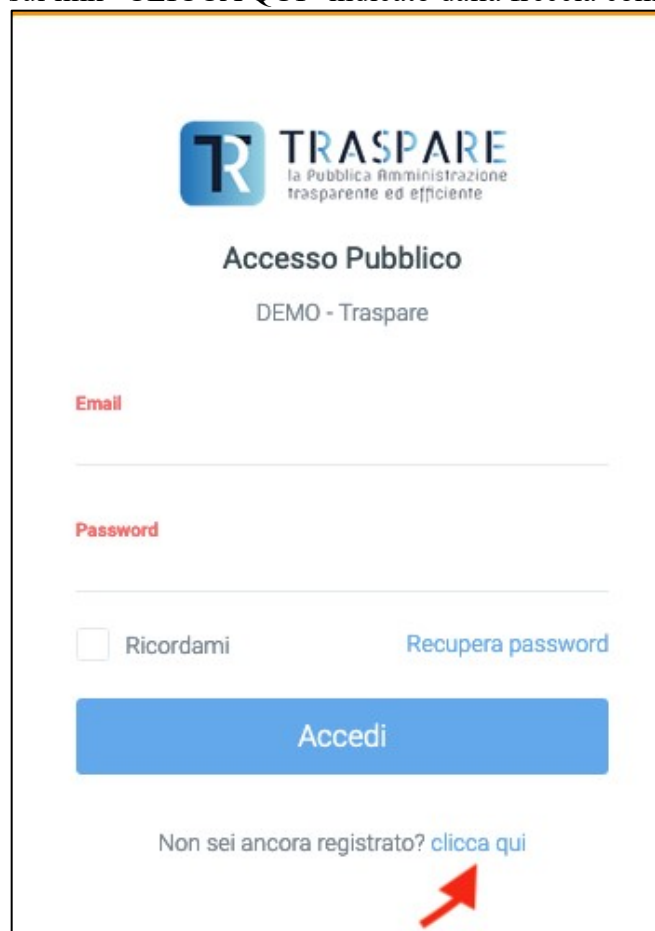 TRASPARE
la Pubblica Amministrazione
trasparente ed efficiente
Accesso Pubblico
DEMO - Traspare
Email
Password
Ricordami
Recupera password
Accedi
Non sei ancora registrato? clicca qui